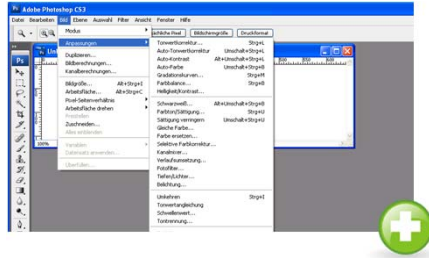 Adobe Photoshop CS3
Datei Bearbeiten Bild Ebene Auswahl Filter Ansicht Fenster Hilfe
Bildschirmgröße Druckformat
Modus
Anpassungen
Duplizieren...
Bildberechnungen...
Kanalberechnungen...
Bildgröße... Alt+Strg+I
Arbeitsfläche... Alt+Strg+C
Pixel-Seitenverhältnis
Arbeitsfläche drehen
Freistellen
Zuschneiden...
Alles einblenden
Variablen
Datensatz anwenden...
Überfüllen...
Tonwertkorrektur... Strg+L
Auto-Tonwertkorrektur Umschalt+Strg+L
Auto-Kontrast Alt+Umschalt+Strg+L
Auto-Farbe Umschalt+Strg+B
Gradationskurven... Strg+M
Farbbalance... Strg+B
Helligkeit/Kontrast...
Schwarzweiß... Alt+Umschalt+Strg+B
Farbton/Sättigung... Strg+U
Sättigung verringern Umschalt+Strg+U
Gleiche Farbe...
Farbe ersetzen...
Selektive Farbkorrektur...
Kanalmixer...
Verlaufsumsetzung...
Fotofilter...
Tiefen/Lichter...
Belichtung...
Umkehren Strg+I
Tonwertangleichung
Schwellenwert...
Tontrennung...
Ps
100%